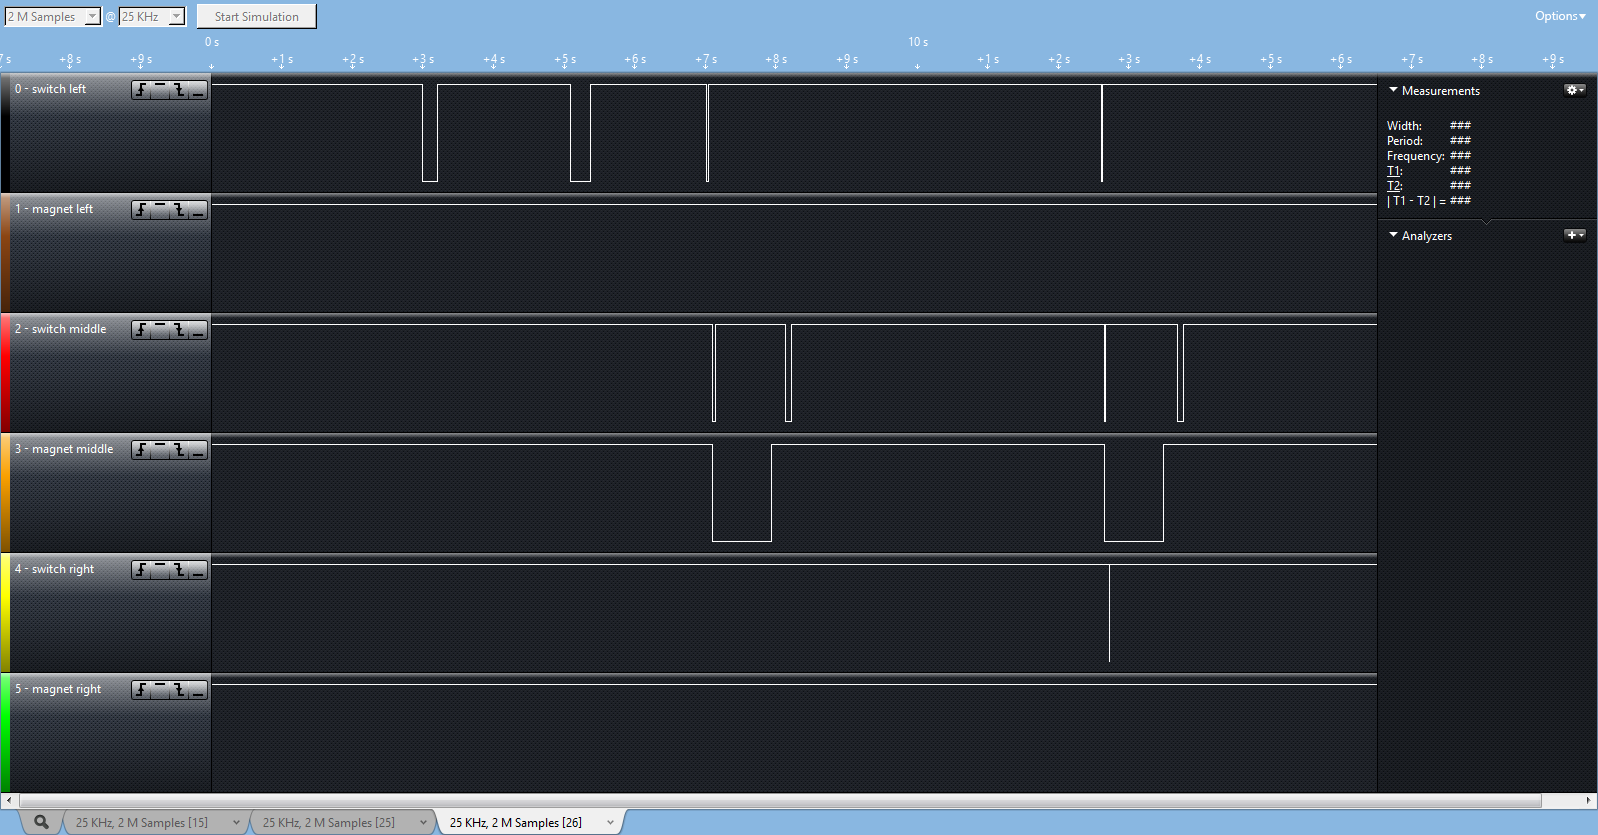 2 M Samples @ 25 KHz Start Simulation Options
0 s 10 s
7 s +8 s +9 s +1 s +2 s +3 s +4 s +5 s +6 s +7 s +8 s +9 s +1 s +2 s +3 s +4 s +5 s +6 s +7 s +8 s +9 s
0 - switch left
1 - magnet left
2 - switch middle
3 - magnet middle
4 - switch right
5 - magnet right
Measurements
Width: ###
Period: ###
Frequency: ###
T1: ###
T2: ###
| T1 - T2 | = ###
Analyzers
25 KHz, 2 M Samples [15] 25 KHz, 2 M Samples [25] 25 KHz, 2 M Samples [26]